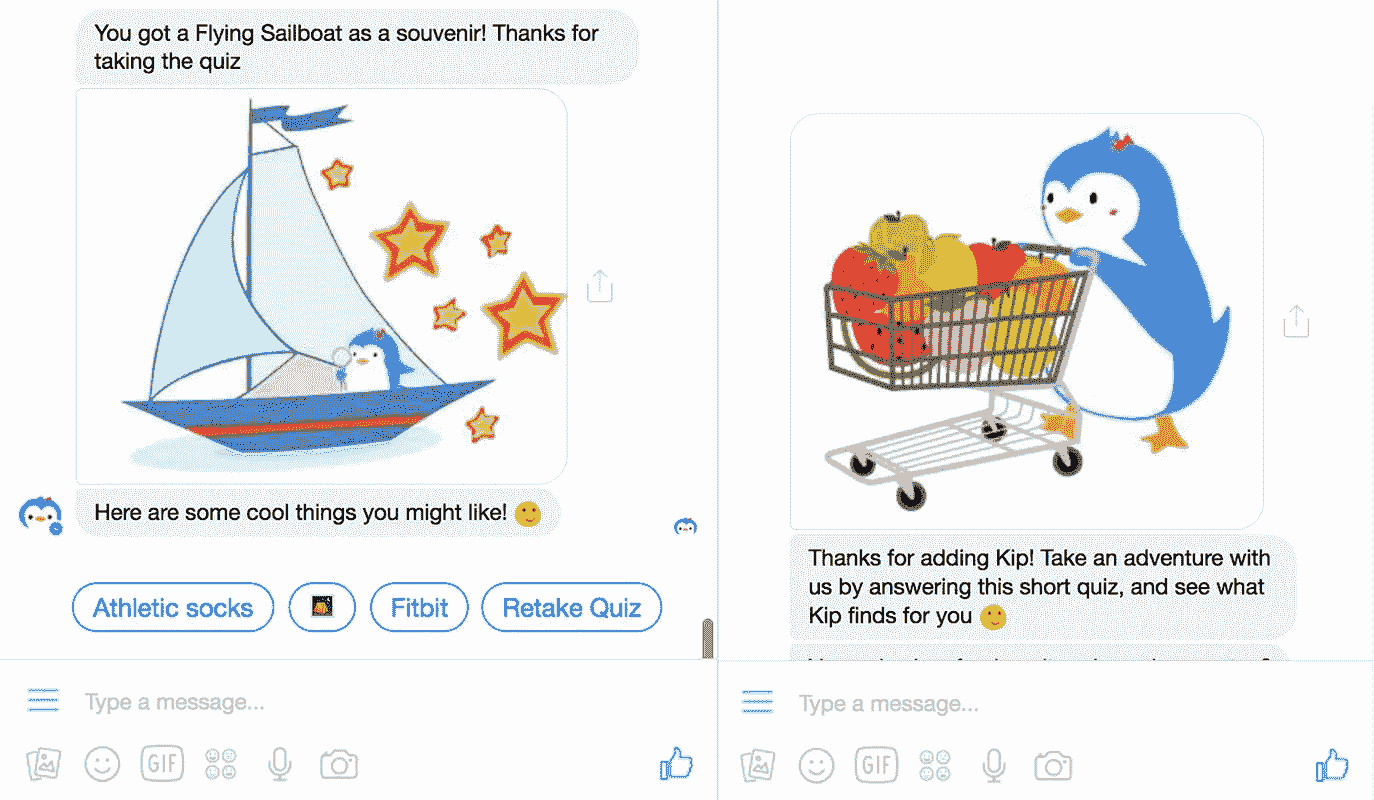 You got a Flying Sailboat as a souvenir! Thanks for
taking the quiz
Here are some cool things you might like!
Athletic socks
Fitbit
Retake Quiz
Type a message...
GIF
Thanks for adding Kip! Take an adventure with
us by answering this short quiz, and see what
Kip finds for you
Type a message...
GIF